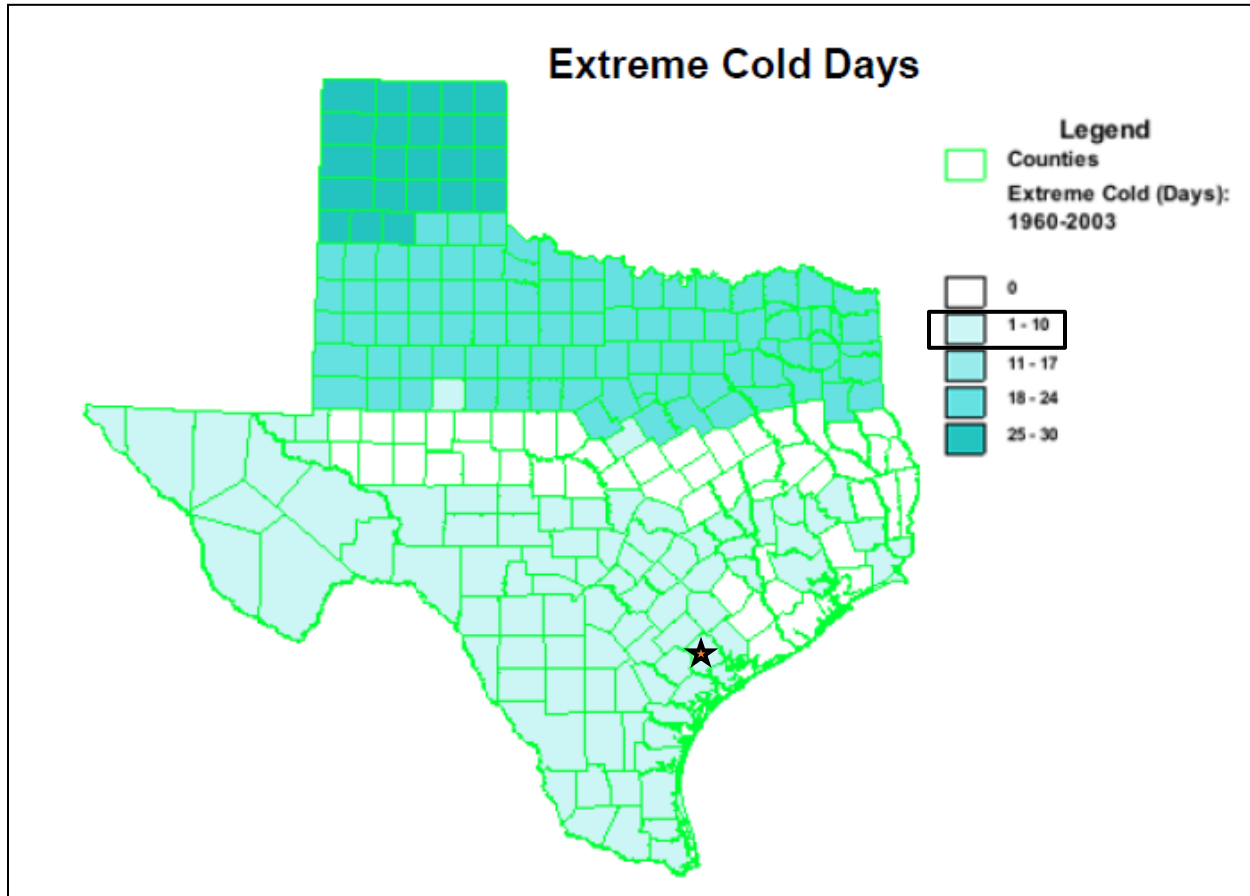 Extreme Cold Days
Legend
Counties
Extreme Cold (Days):
1960-2003
0
1 - 10
11 - 17
18 - 24
25 - 30